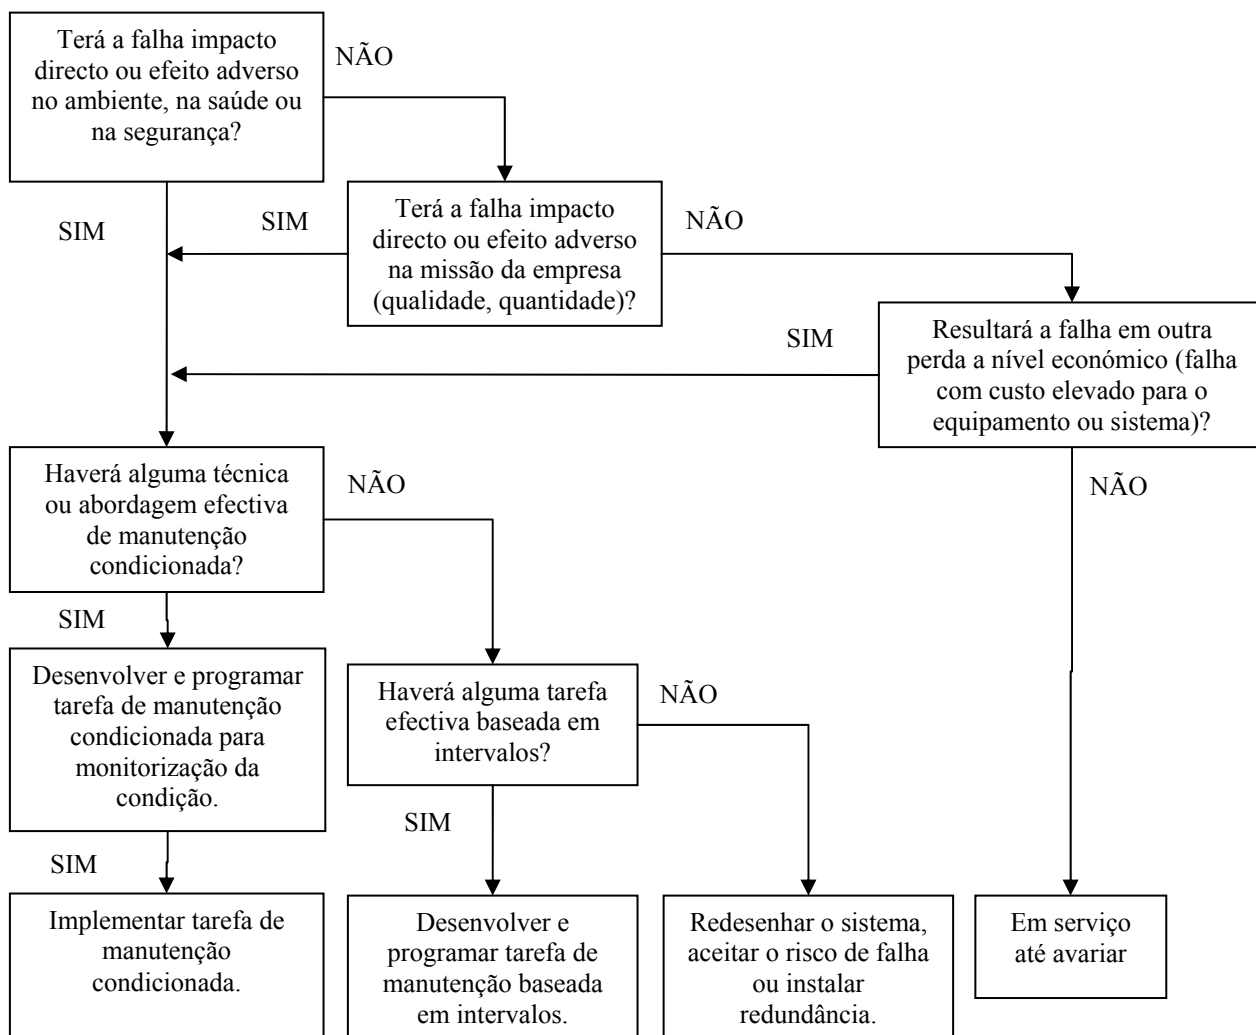 Terá a falha impacto
directo ou efeito adverso
no ambiente, na saúde ou
na segurança?
NÃO
SIM
Terá a falha impacto
directo ou efeito adverso
na missão da empresa
(qualidade, quantidade)?
SIM
NÃO
Resultará a falha em outra
perda a nível económico (falha
com custo elevado para o
equipamento ou sistema)?
SIM
NÃO
Haverá alguma técnica
ou abordagem efectiva
de manutenção
condicionada?
NÃO
SIM
Desenvolver e programar
tarefa de manutenção
condicionada para
monitorização da
condição.
Haverá alguma tarefa
efectiva baseada em
intervalos?
NÃO
SIM
SIM
Implementar tarefa de
manutenção
condicionada.
Desenvolver e
programar tarefa de
manutenção baseada
em intervalos.
Redesenhar o sistema,
aceitar o risco de falha
ou instalar
redundância.
Em serviço
até avariar